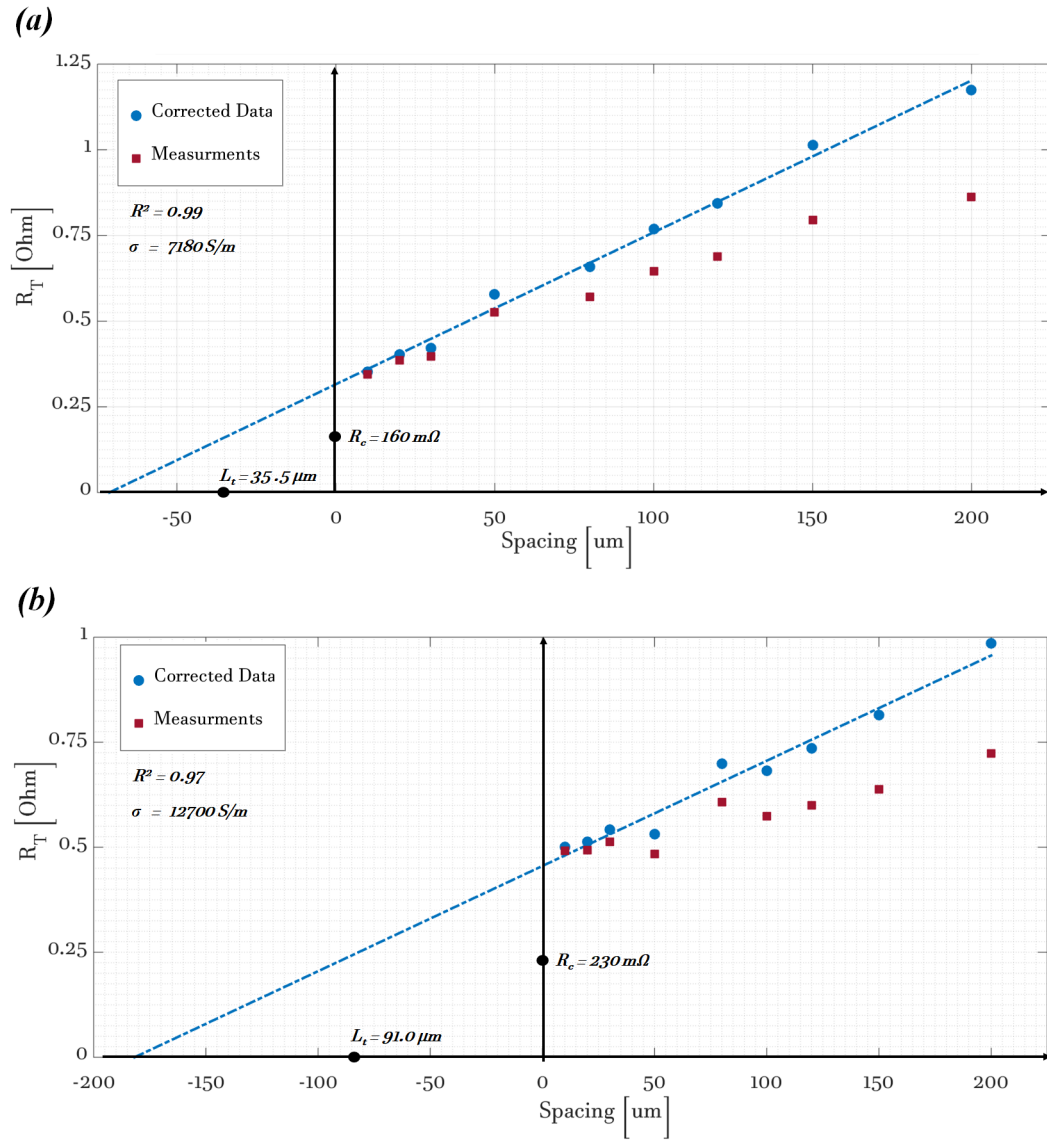 (a)
1.25
1
0.75
0.5
0.25
0
R_T [Ohm]
Corrected Data
Measurments
R² = 0.99
σ = 7180 S/m
R_c = 160 mΩ
L_t = 35.5 μm
-50
0
50
100
150
200
Spacing [um]
(b)
1
0.75
0.5
0.25
0
R_T [Ohm]
Corrected Data
Measurments
R² = 0.97
σ = 12700 S/m
R_c = 230 mΩ
L_t = 91.0 μm
-200
-150
-100
-50
0
50
100
150
200
Spacing [um]